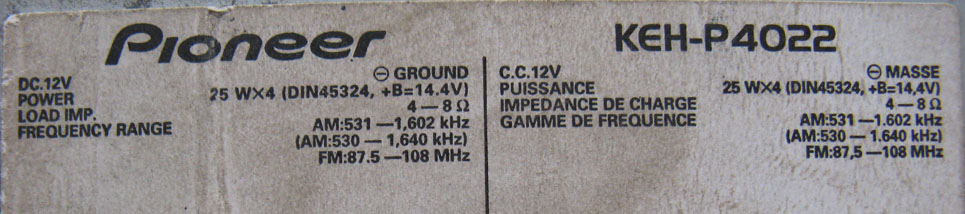 Pioneer
DC.12V ⊖ GROUND
POWER 25 W×4 (DIN45324, +B=14.4V)
LOAD IMP. 4 — 8 Ω
FREQUENCY RANGE AM:531 —1,602 kHz
(AM:530 — 1,640 kHz)
FM:87.5 —108 MHz
KEH-P4022
C.C.12V ⊖ MASSE
PUISSANCE 25 W×4 (DIN45324, +B=14,4V)
IMPEDANCE DE CHARGE 4 — 8 Ω
GAMME DE FREQUENCE AM:531 —1.602 kHz
(AM:530 — 1.640 kHz)
FM:87,5 —108 MHz